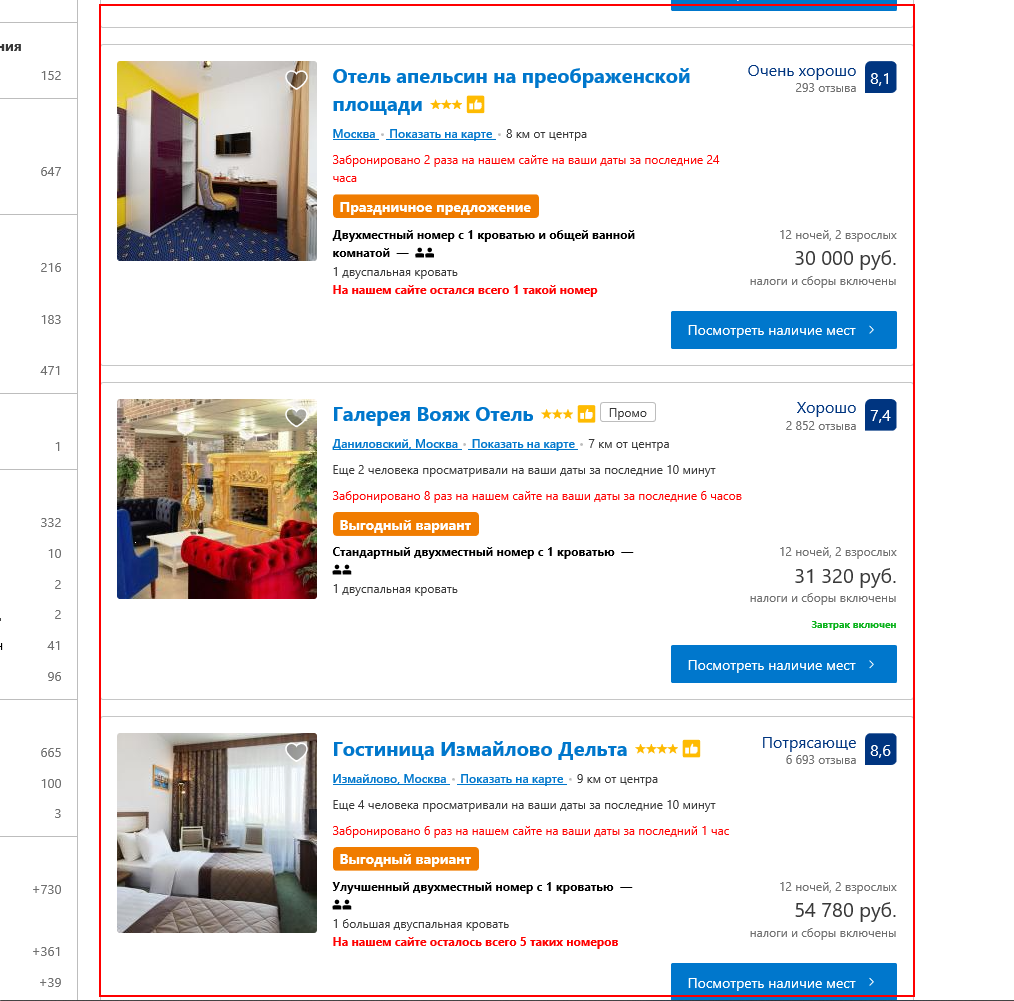 ния
152
647
216
183
471
1
332
10
2
2
н
41
96
665
100
3
+730
+361
+39
Отель апельсин на преображенской
площади
Очень хорошо
293 отзыва
8,1
Москва • Показать на карте • 8 км от центра
Забронировано 2 раза на нашем сайте на ваши даты за последние 24
часа
Праздничное предложение
Двухместный номер с 1 кроватью и общей ванной
комнатой —
1 двуспальная кровать
На нашем сайте остался всего 1 такой номер
12 ночей, 2 взрослых
30 000 руб.
налоги и сборы включены
Посмотреть наличие мест
Галерея Вояж Отель
Промо
Хорошо
2 852 отзыва
7,4
Даниловский, Москва • Показать на карте • 7 км от центра
Еще 2 человека просматривали на ваши даты за последние 10 минут
Забронировано 8 раз на нашем сайте на ваши даты за последние 6 часов
Выгодный вариант
Стандартный двухместный номер с 1 кроватью —
1 двуспальная кровать
12 ночей, 2 взрослых
31 320 руб.
налоги и сборы включены
Завтрак включен
Посмотреть наличие мест
Гостиница Измайлово Дельта
Потрясающе
6 693 отзыва
8,6
Измайлово, Москва • Показать на карте • 9 км от центра
Еще 4 человека просматривали на ваши даты за последние 10 минут
Забронировано 6 раз на нашем сайте на ваши даты за последний 1 час
Выгодный вариант
Улучшенный двухместный номер с 1 кроватью —
1 большая двуспальная кровать
На нашем сайте осталось всего 5 таких номеров
12 ночей, 2 взрослых
54 780 руб.
налоги и сборы включены
Посмотреть наличие мест